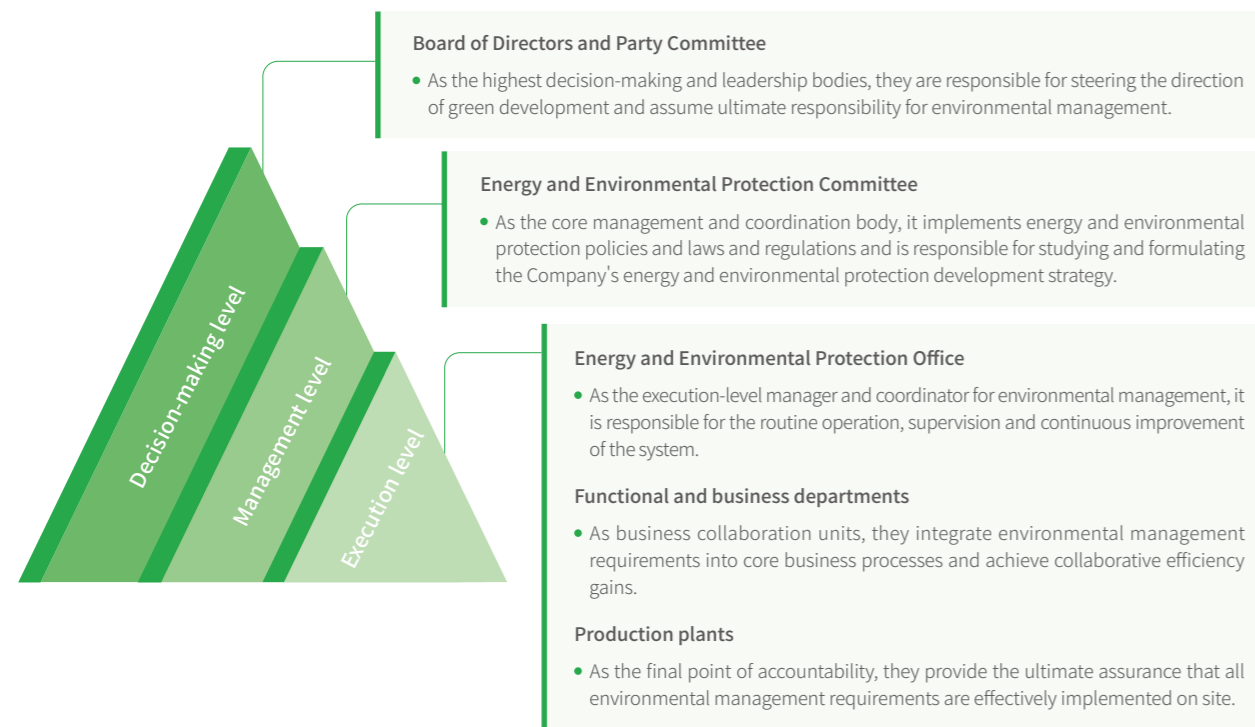 Board of Directors and Party Committee
• As the highest decision-making and leadership bodies, they are responsible for steering the direction
of green development and assume ultimate responsibility for environmental management.
Energy and Environmental Protection Committee
• As the core management and coordination body, it implements energy and environmental
protection policies and laws and regulations and is responsible for studying and formulating
the Company's energy and environmental protection development strategy.
Decision-making level
Management level
Execution level
Energy and Environmental Protection Office
• As the execution-level manager and coordinator for environmental management, it
is responsible for the routine operation, supervision and continuous improvement
of the system.
Functional and business departments
• As business collaboration units, they integrate environmental management
requirements into core business processes and achieve collaborative efficiency
gains.
Production plants
• As the final point of accountability, they provide the ultimate assurance that all
environmental management requirements are effectively implemented on site.